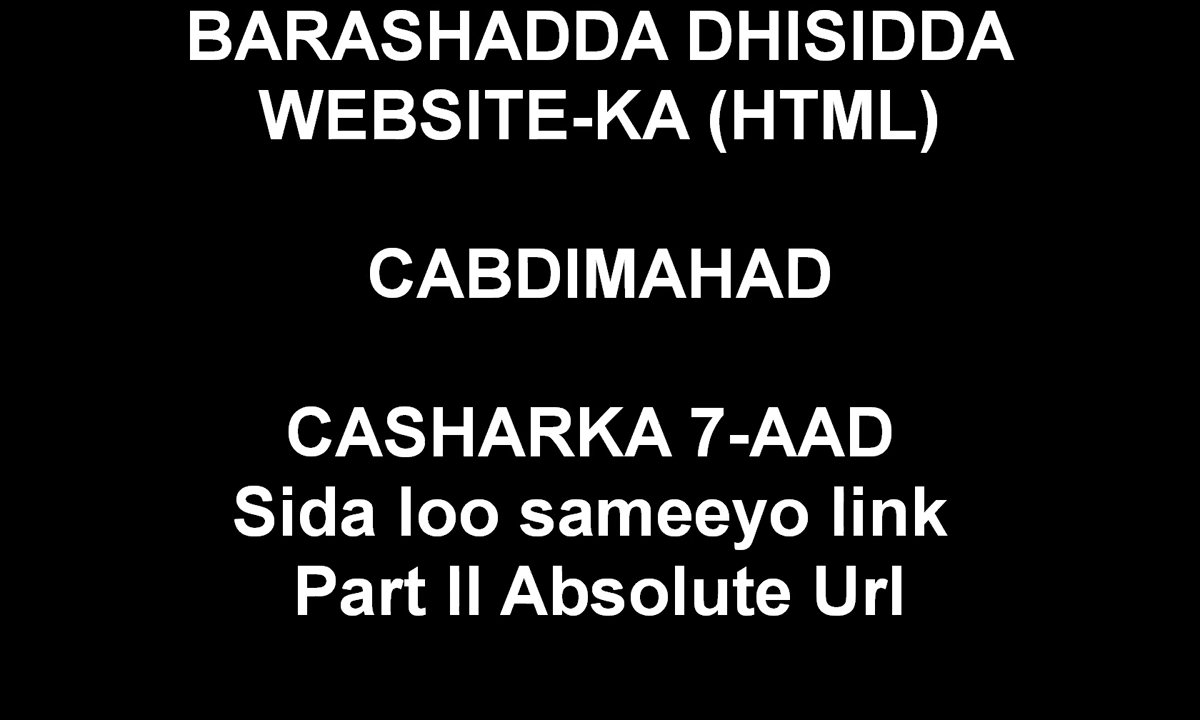 BARASHADDA DHISIDDA
WEBSITE-KA (HTML)
CABDIMAHAD
CASHARKA 7-AAD
Sida loo sameeyo link
Part II Absolute Url